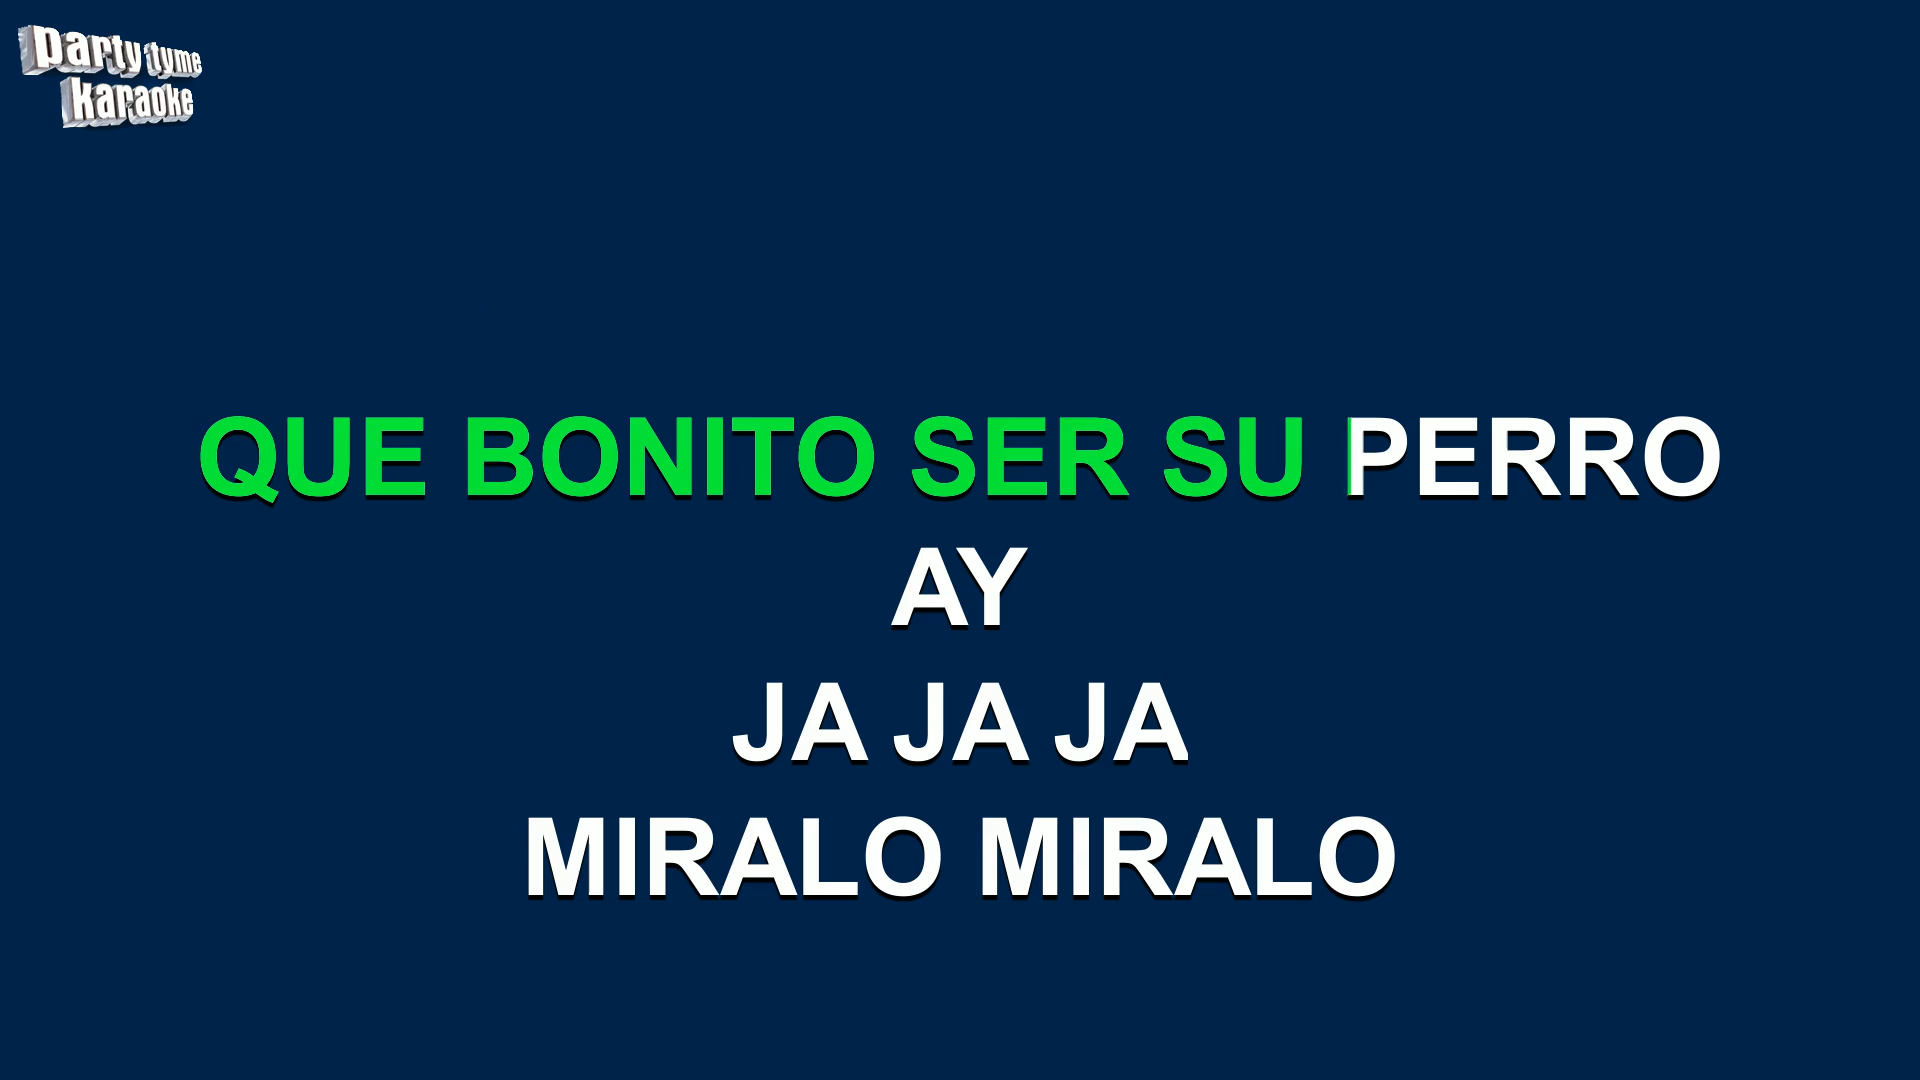 party tyme
karaoke
QUE BONITO SER SU PERRO
AY
JA JA JA
MIRALO MIRALO